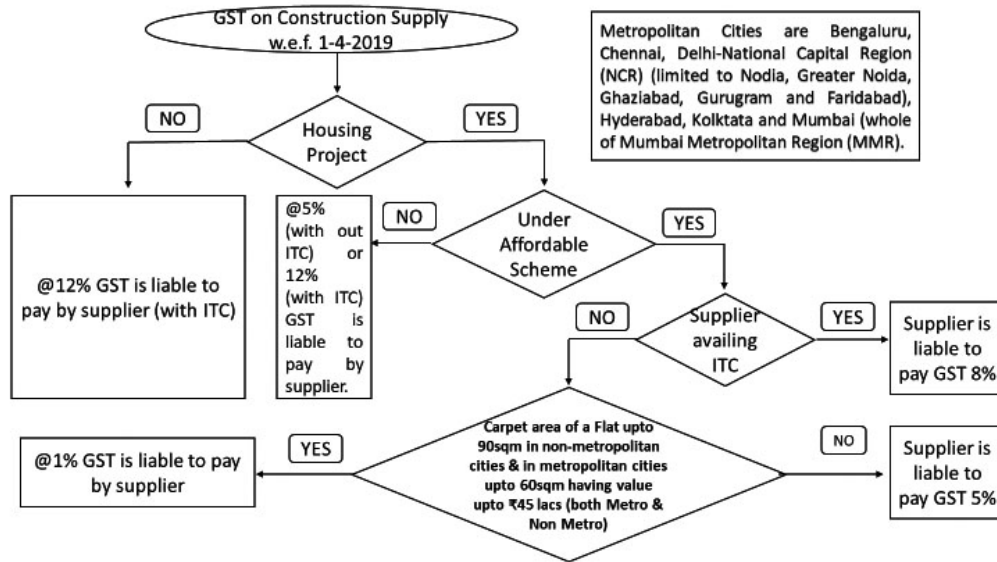 GST on Construction Supply
w.e.f. 1-4-2019
Metropolitan Cities are Bengaluru,
Chennai, Delhi-National Capital Region
(NCR) (limited to Nodia, Greater Noida,
Ghaziabad, Gurugram and Faridabad),
Hyderabad, Kolktata and Mumbai (whole
of Mumbai Metropolitan Region (MMR).
NO
YES
Housing
Project
@12% GST is liable to
pay by supplier (with ITC)
@5%
(with out
ITC) or
12%
(with ITC)
GST is
liable to
pay by
supplier.
NO
Under
Affordable
Scheme
YES
NO
Supplier
availing
ITC
YES
Supplier is
liable to
pay GST 8%
@1% GST is liable to pay
by supplier
YES
Carpet area of a Flat upto
90sqm in non-metropolitan
cities & in metropolitan cities
upto 60sqm having value
upto ₹45 lacs (both Metro &
Non Metro)
NO
Supplier is
liable to
pay GST 5%